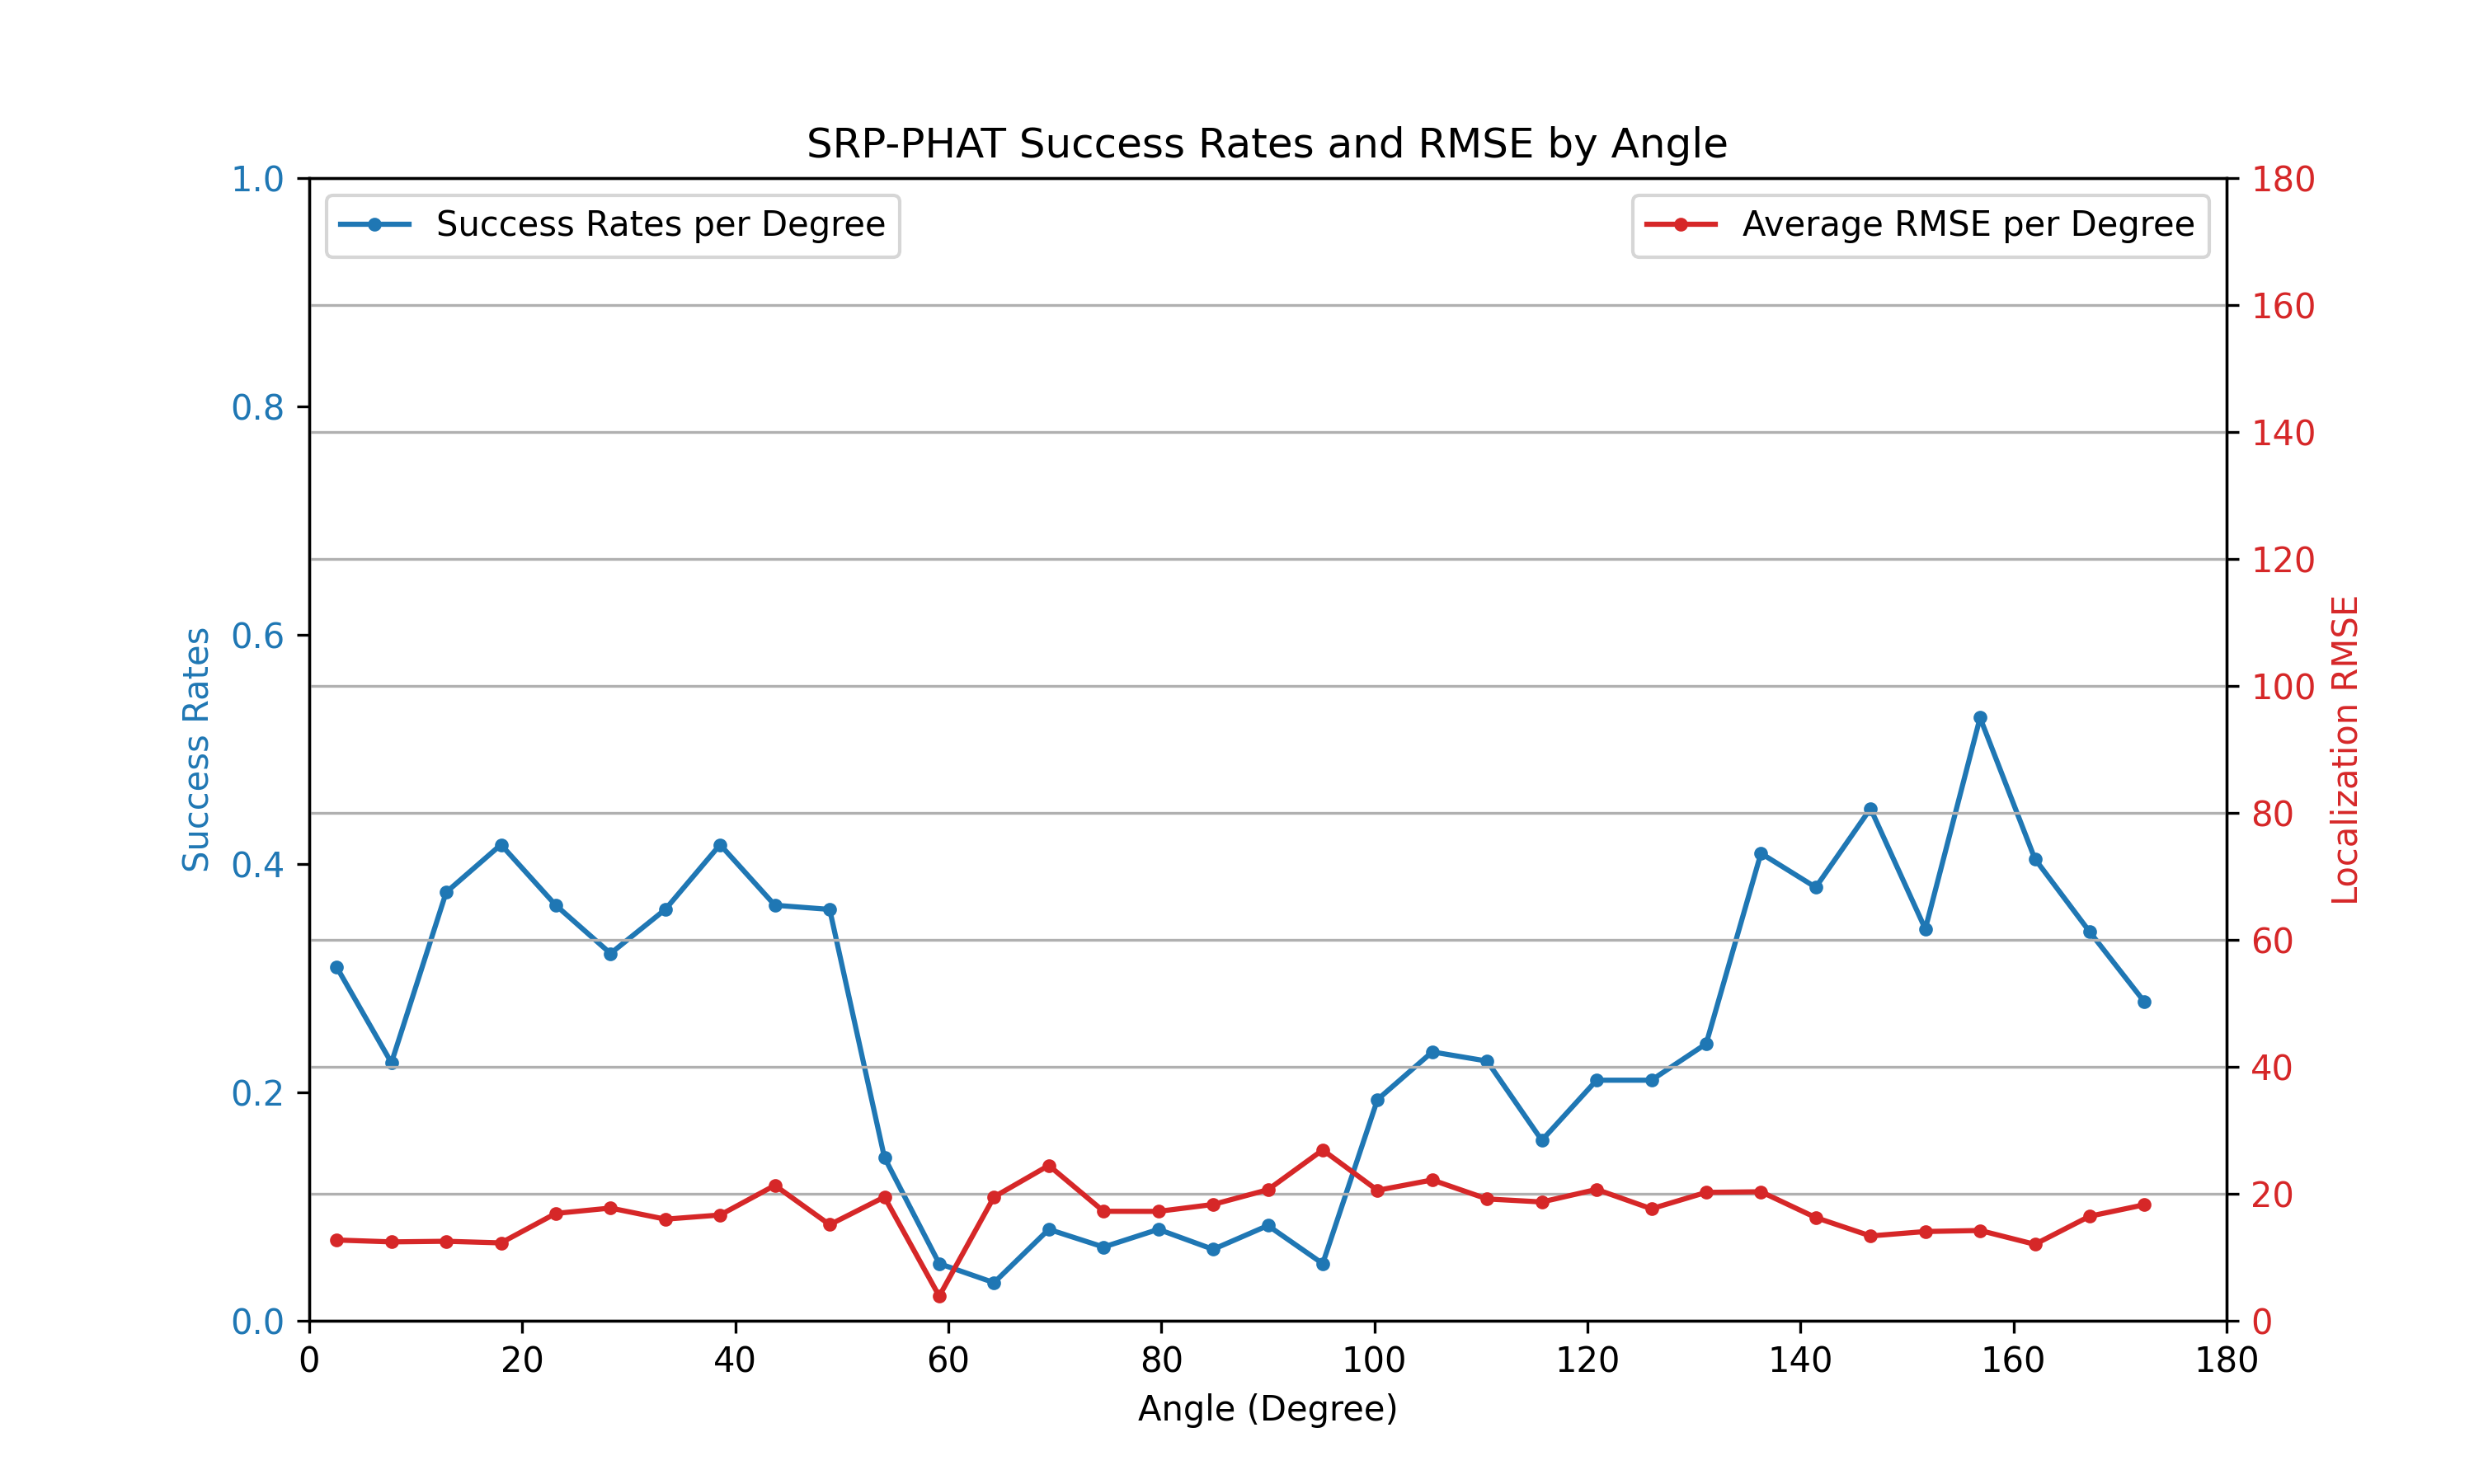 SRP-PHAT Success Rates and RMSE by Angle
Success Rates per Degree
Average RMSE per Degree
1.0
0.8
0.6
0.4
0.2
0.0
Success Rates
180
160
140
120
100
80
60
40
20
0
Localization RMSE
0 20 40 60 80 100 120 140 160 180
Angle (Degree)